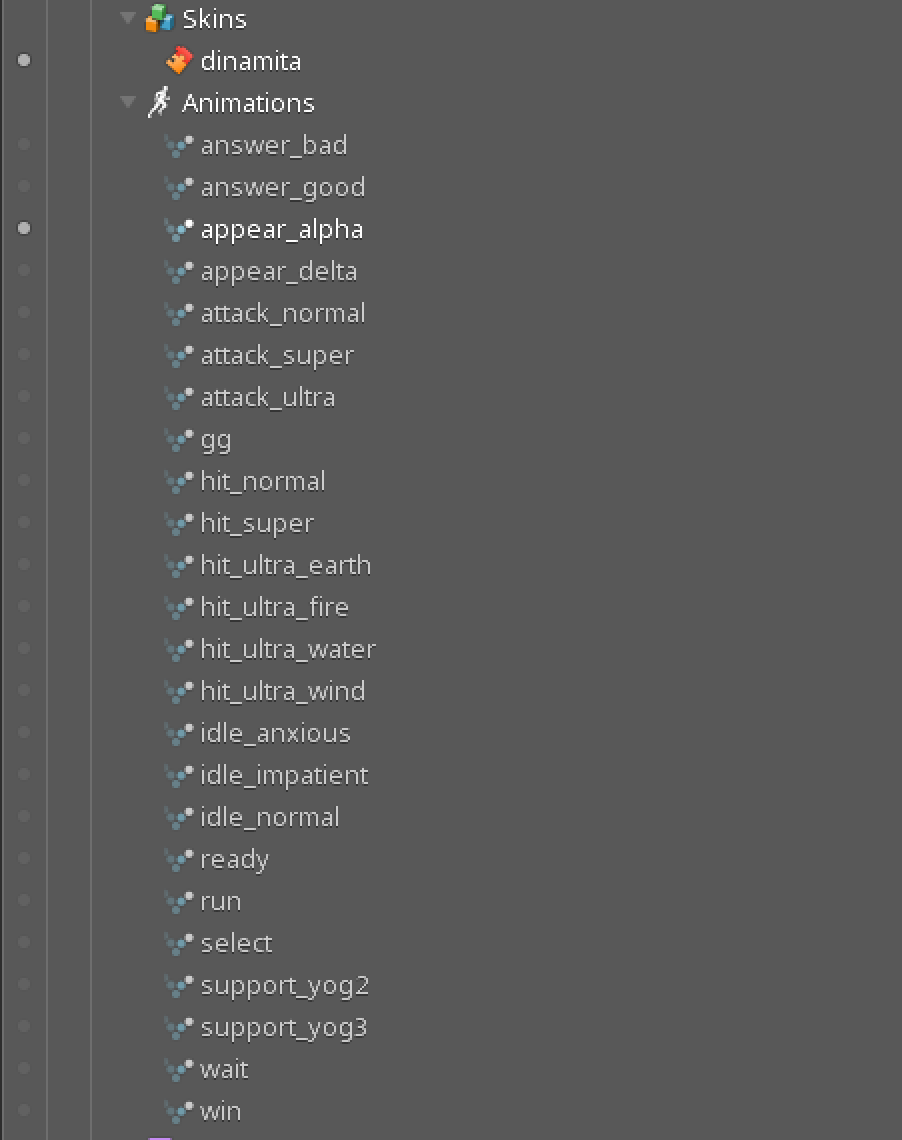 Skins
dinamita
Animations
answer_bad
answer_good
appear_alpha
appear_delta
attack_normal
attack_super
attack_ultra
gg
hit_normal
hit_super
hit_ultra_earth
hit_ultra_fire
hit_ultra_water
hit_ultra_wind
idle_anxious
idle_impatient
idle_normal
ready
run
select
support_yog2
support_yog3
wait
win